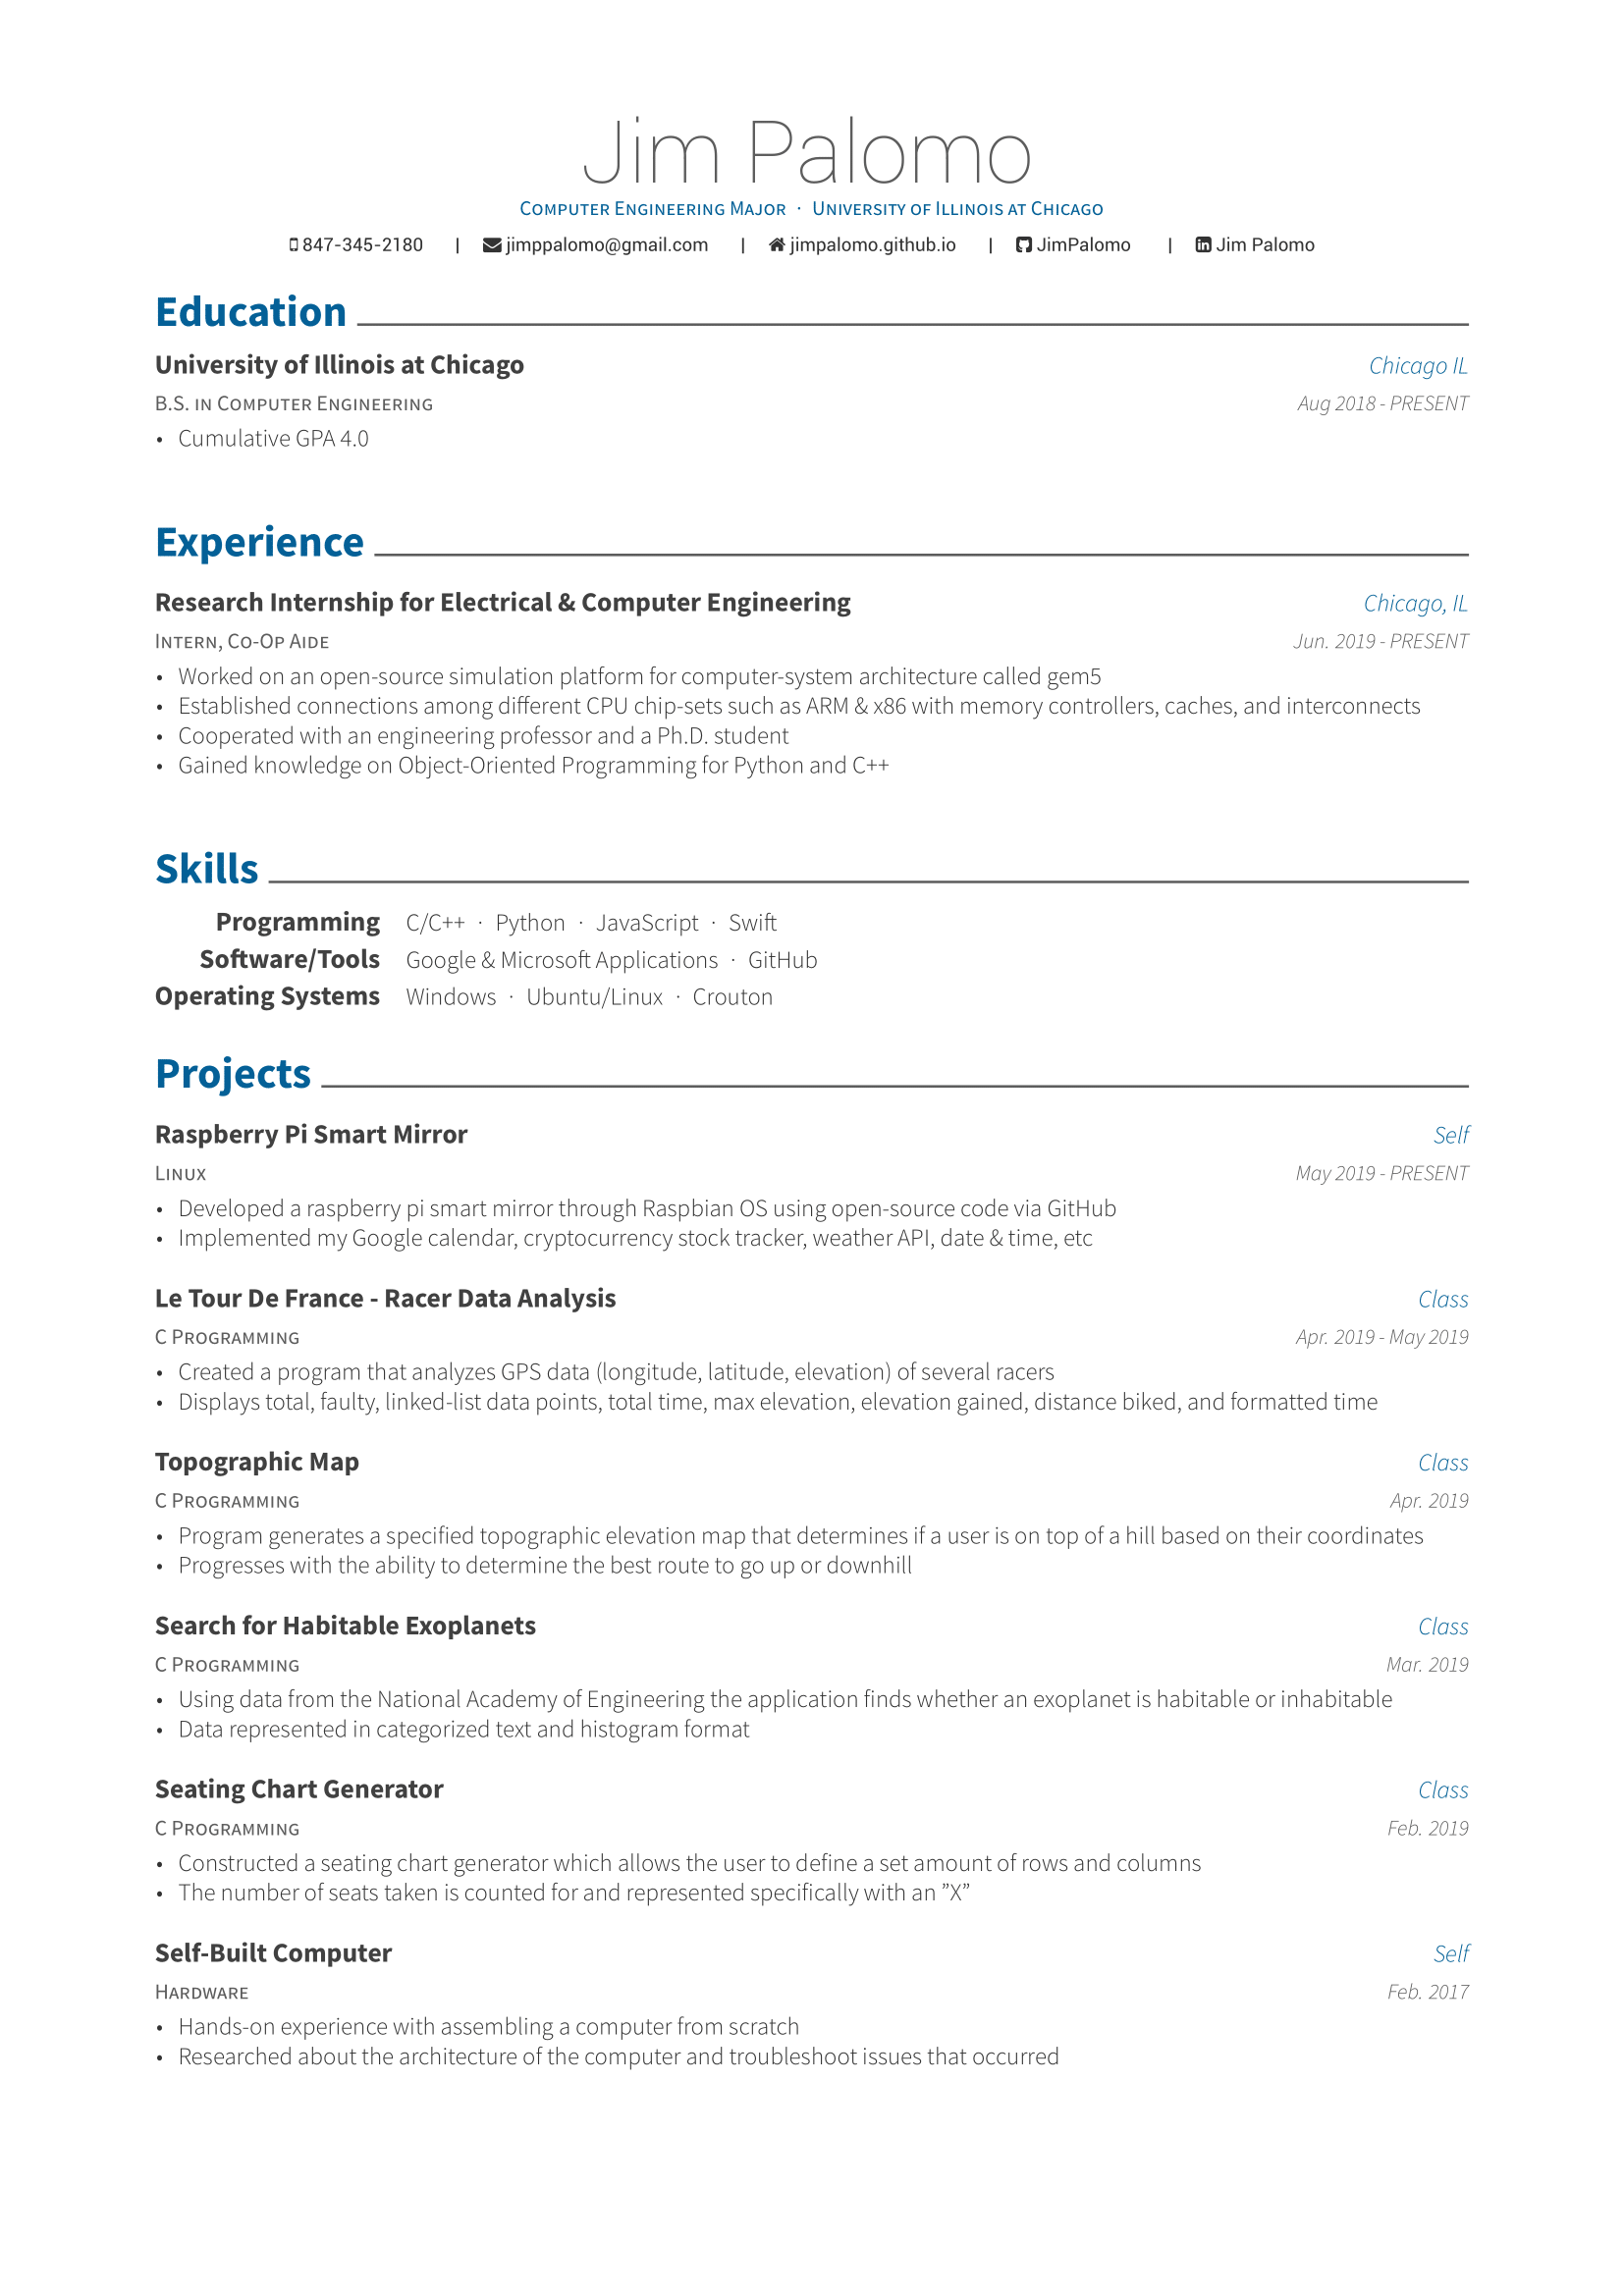 Jim Palomo
Computer Engineering Major · University of Illinois at Chicago
847-345-2180 | jimppalomo@gmail.com | jimpalomo.github.io | JimPalomo | Jim Palomo
Education
University of Illinois at Chicago Chicago IL
B.S. in Computer Engineering Aug 2018 - PRESENT
• Cumulative GPA 4.0
Experience
Research Internship for Electrical & Computer Engineering Chicago, IL
Intern, Co-Op Aide Jun. 2019 - PRESENT
• Worked on an open-source simulation platform for computer-system architecture called gem5
• Established connections among different CPU chip-sets such as ARM & x86 with memory controllers, caches, and interconnects
• Cooperated with an engineering professor and a Ph.D. student
• Gained knowledge on Object-Oriented Programming for Python and C++
Skills
Programming C/C++ · Python · JavaScript · Swift
Software/Tools Google & Microsoft Applications · GitHub
Operating Systems Windows · Ubuntu/Linux · Crouton
Projects
Raspberry Pi Smart Mirror Self
Linux May 2019 - PRESENT
• Developed a raspberry pi smart mirror through Raspbian OS using open-source code via GitHub
• Implemented my Google calendar, cryptocurrency stock tracker, weather API, date & time, etc
Le Tour De France - Racer Data Analysis Class
C Programming Apr. 2019 - May 2019
• Created a program that analyzes GPS data (longitude, latitude, elevation) of several racers
• Displays total, faulty, linked-list data points, total time, max elevation, elevation gained, distance biked, and formatted time
Topographic Map Class
C Programming Apr. 2019
• Program generates a specified topographic elevation map that determines if a user is on top of a hill based on their coordinates
• Progresses with the ability to determine the best route to go up or downhill
Search for Habitable Exoplanets Class
C Programming Mar. 2019
• Using data from the National Academy of Engineering the application finds whether an exoplanet is habitable or inhabitable
• Data represented in categorized text and histogram format
Seating Chart Generator Class
C Programming Feb. 2019
• Constructed a seating chart generator which allows the user to define a set amount of rows and columns
• The number of seats taken is counted for and represented specifically with an ”X”
Self-Built Computer Self
Hardware Feb. 2017
• Hands-on experience with assembling a computer from scratch
• Researched about the architecture of the computer and troubleshoot issues that occurred